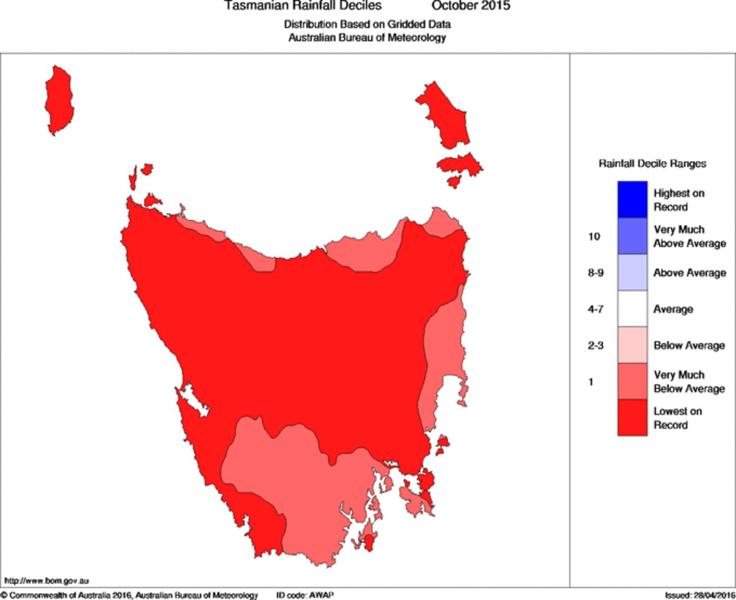 Tasmanian Rainfall Deciles October 2015
Distribution Based on Gridded Data
Australian Bureau of Meteorology
Rainfall Decile Ranges
Highest on
Record
10 Very Much
Above Average
8-9 Above Average
4-7 Average
2-3 Below Average
1 Very Much
Below Average
Lowest on
Record
http://www.bom.gov.au
© Commonwealth of Australia 2016, Australian Bureau of Meteorology ID code: AWAP Issued: 28/04/2016